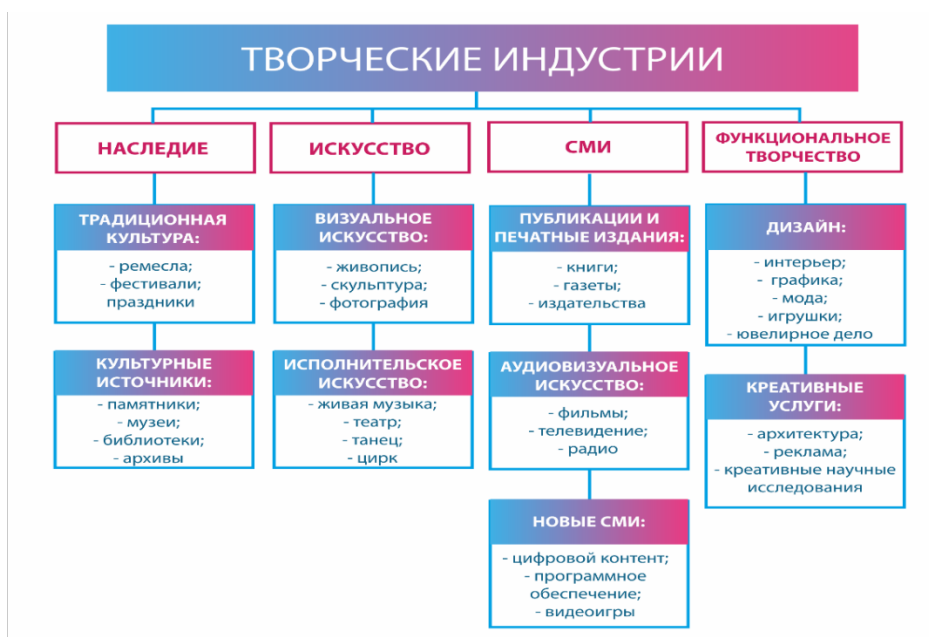 ТВОРЧЕСКИЕ ИНДУСТРИИ
НАСЛЕДИЕ
ТРАДИЦИОННАЯ
КУЛЬТУРА:
- ремесла;
- фестивали;
праздники
КУЛЬТУРНЫЕ
ИСТОЧНИКИ:
- памятники;
- музеи;
- библиотеки;
- архивы
ИСКУССТВО
ВИЗУАЛЬНОЕ
ИСКУССТВО:
- живопись;
- скульптура;
- фотография
ИСПОЛНИТЕЛЬСКОЕ
ИСКУССТВО:
- живая музыка;
- театр;
- танец;
- цирк
СМИ
ПУБЛИКАЦИИ И
ПЕЧАТНЫЕ ИЗДАНИЯ:
- книги;
- газеты;
- издательства
АУДИОВИЗУАЛЬНОЕ
ИСКУССТВО:
- фильмы;
- телевидение;
- радио
НОВЫЕ СМИ:
- цифровой контент;
- программное
обеспечение;
- видеоигры
ФУНКЦИОНАЛЬНОЕ
ТВОРЧЕСТВО
ДИЗАЙН:
- интерьер;
- графика;
- мода;
- игрушки;
- ювелирное дело
КРЕАТИВНЫЕ
УСЛУГИ:
- архитектура;
- реклама;
- креативные научные
исследования